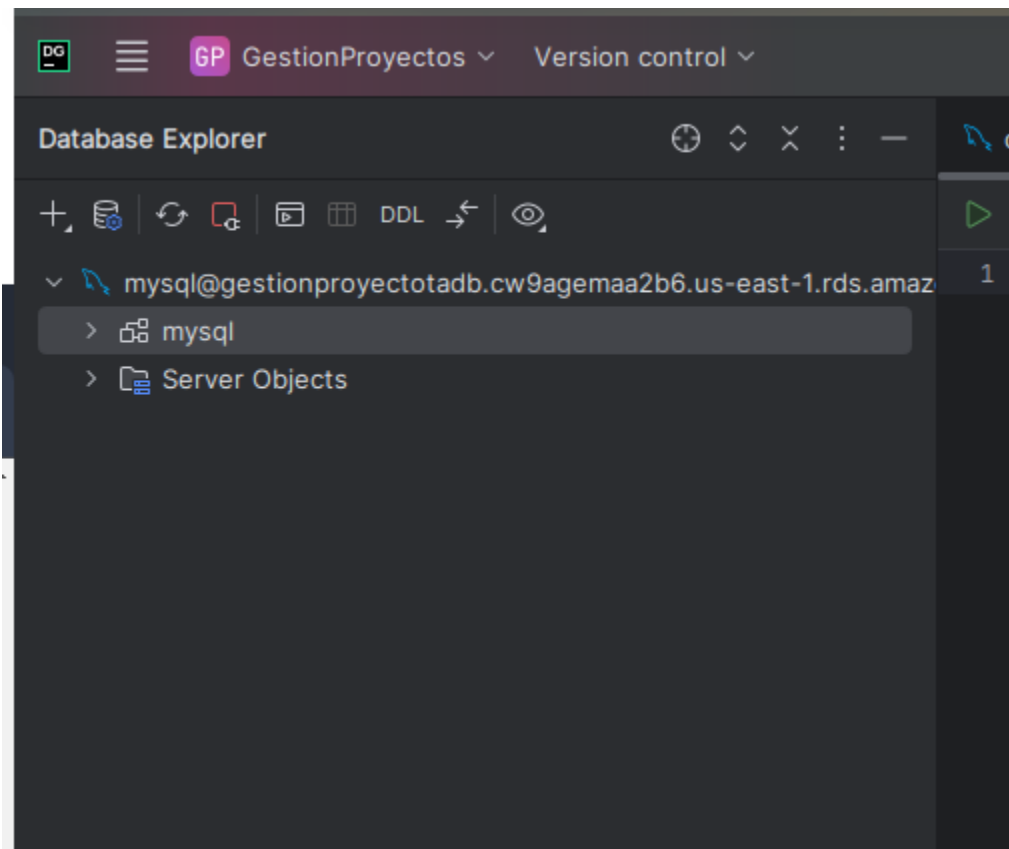 DG
GP GestionProyectos Version control
Database Explorer
DDL
mysql@gestionproyectotadb.cw9agemaa2b6.us-east-1.rds.amaz
1
mysql
Server Objects